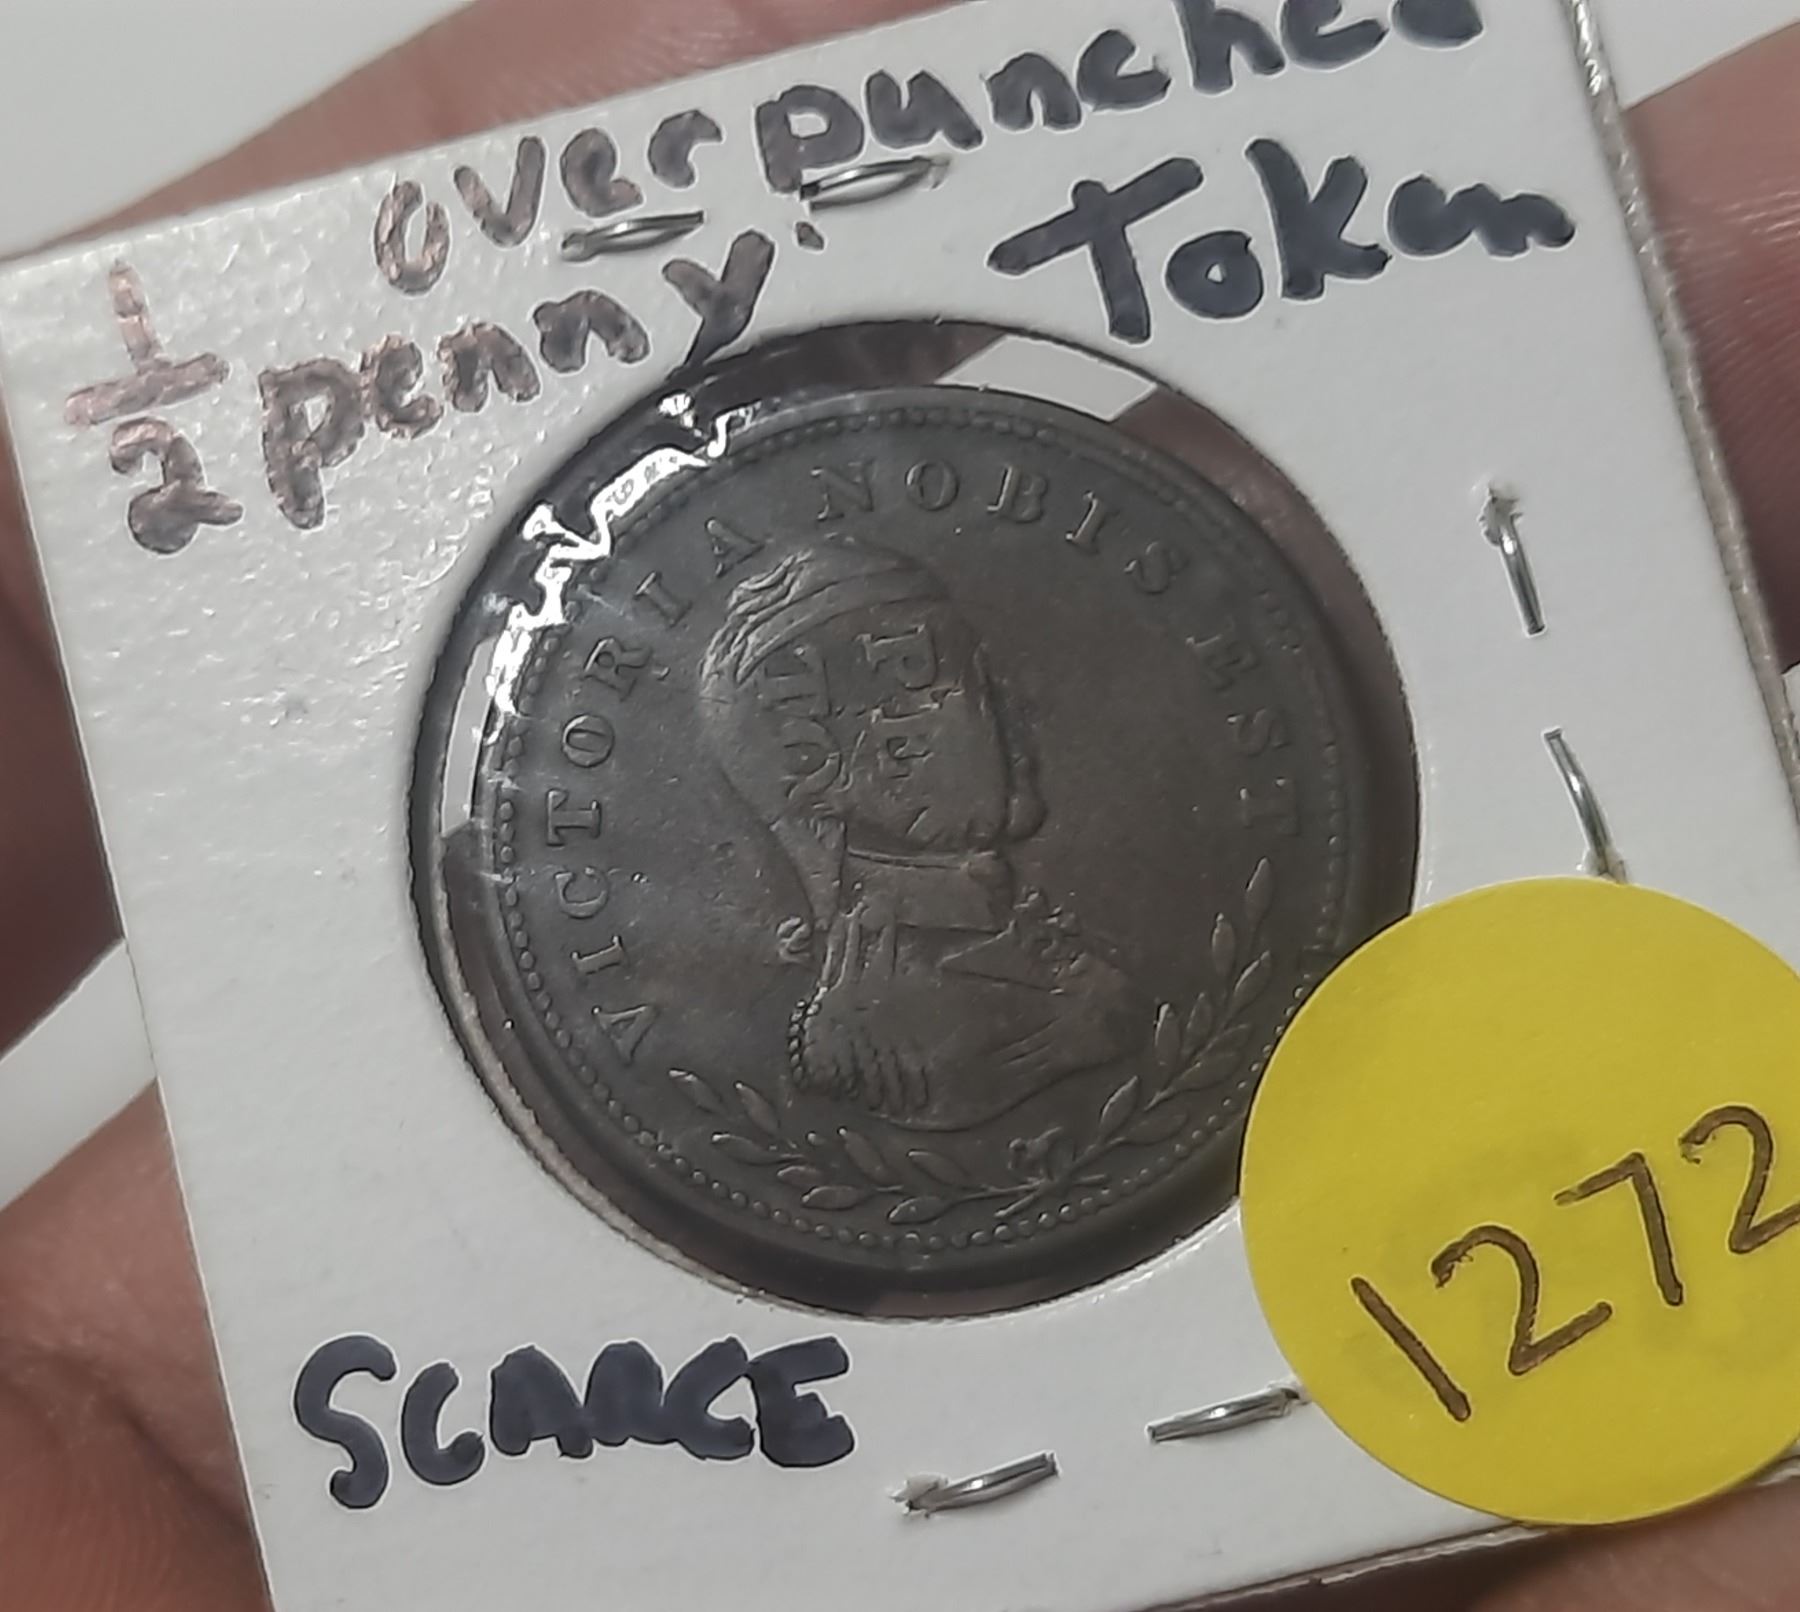 overpunched
1/2 penny Token
VICTORIA NOBIS EST
SCARCE
1272